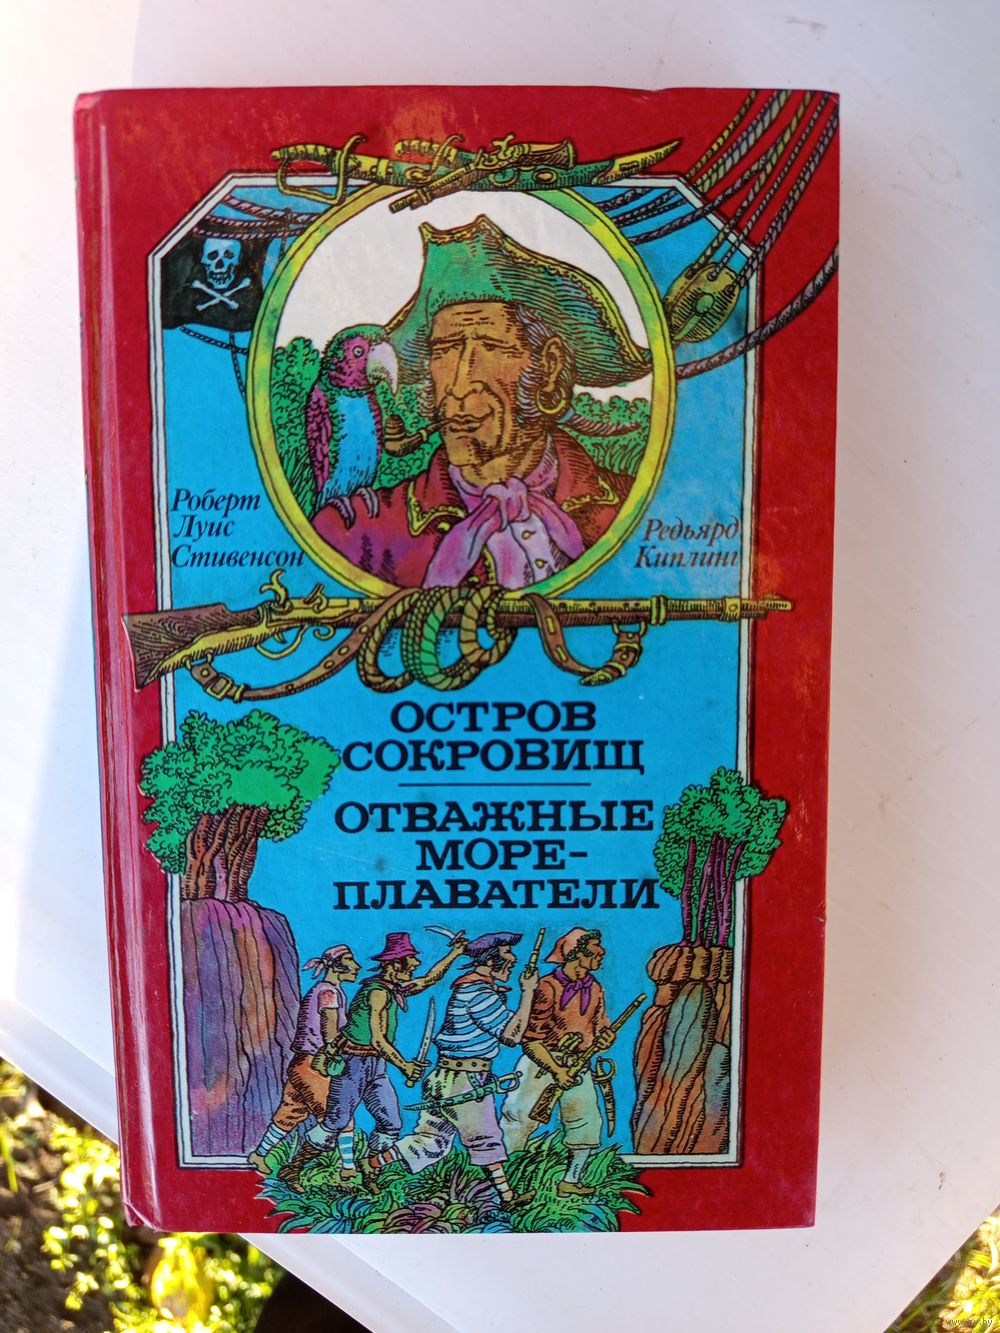 Роберт
Луис
Стивенсон
Редьярд
Киплинг
ОСТРОВ
СОКРОВИЩ
ОТВАЖНЫЕ
МОРЕ-
ПЛАВАТЕЛИ